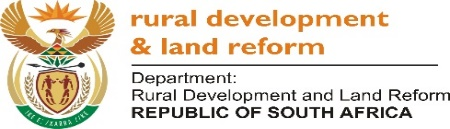 rural development
& land reform
Department:
Rural Development and Land Reform
REPUBLIC OF SOUTH AFRICA